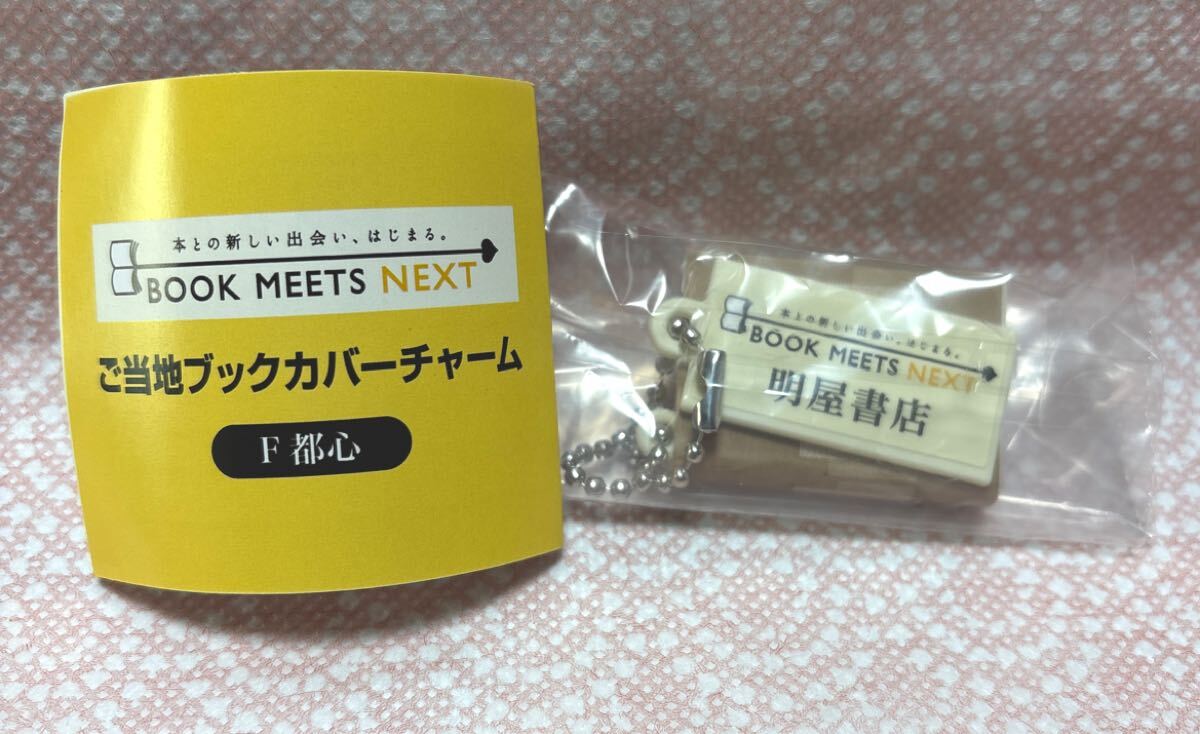 本との新しい出会い、はじまる。
BOOK MEETS NEXT
ご当地ブックカバーチャーム
F 都心
本との新しい出会い、はじまる。
BOOK MEETS NEXT
明屋書店